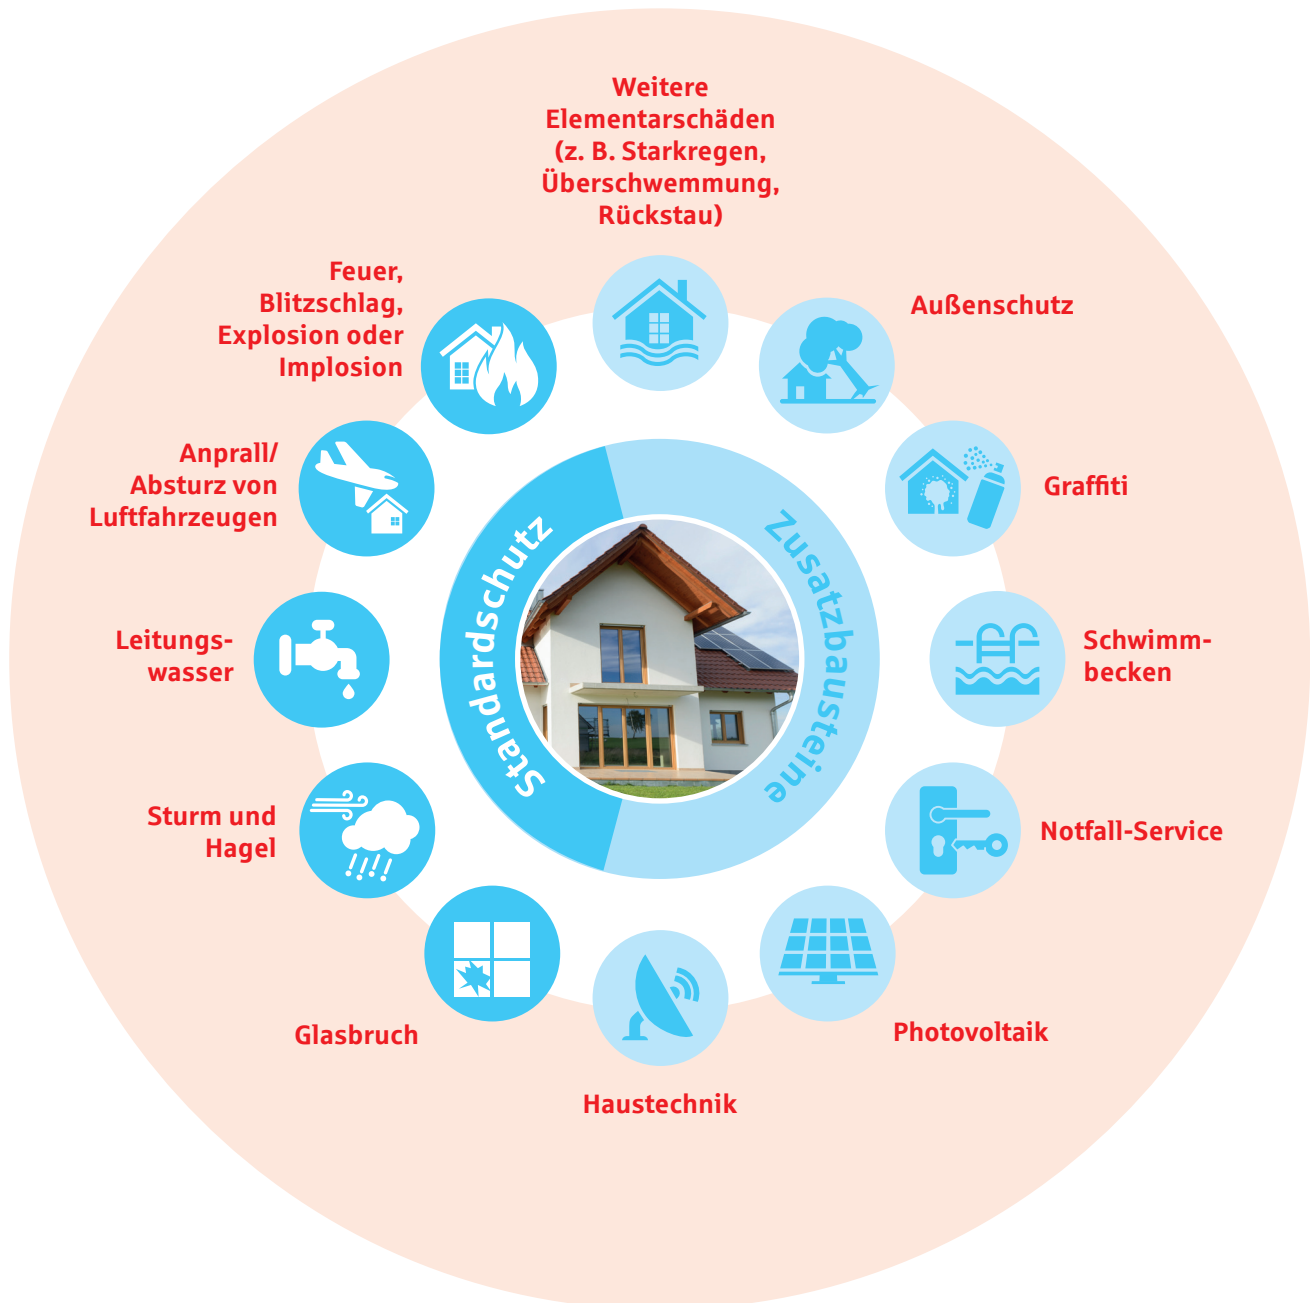 Weitere
Elementarschäden
(z. B. Starkregen,
Überschwemmung,
Rückstau)
Außenschutz
Graffiti
Schwimm-
becken
Notfall-Service
Photovoltaik
Haustechnik
Glasbruch
Sturm und
Hagel
Leitungs-
wasser
Anprall/
Absturz von
Luftfahrzeugen
Feuer,
Blitzschlag,
Explosion oder
Implosion
Standardschutz
Zusatzbausteine